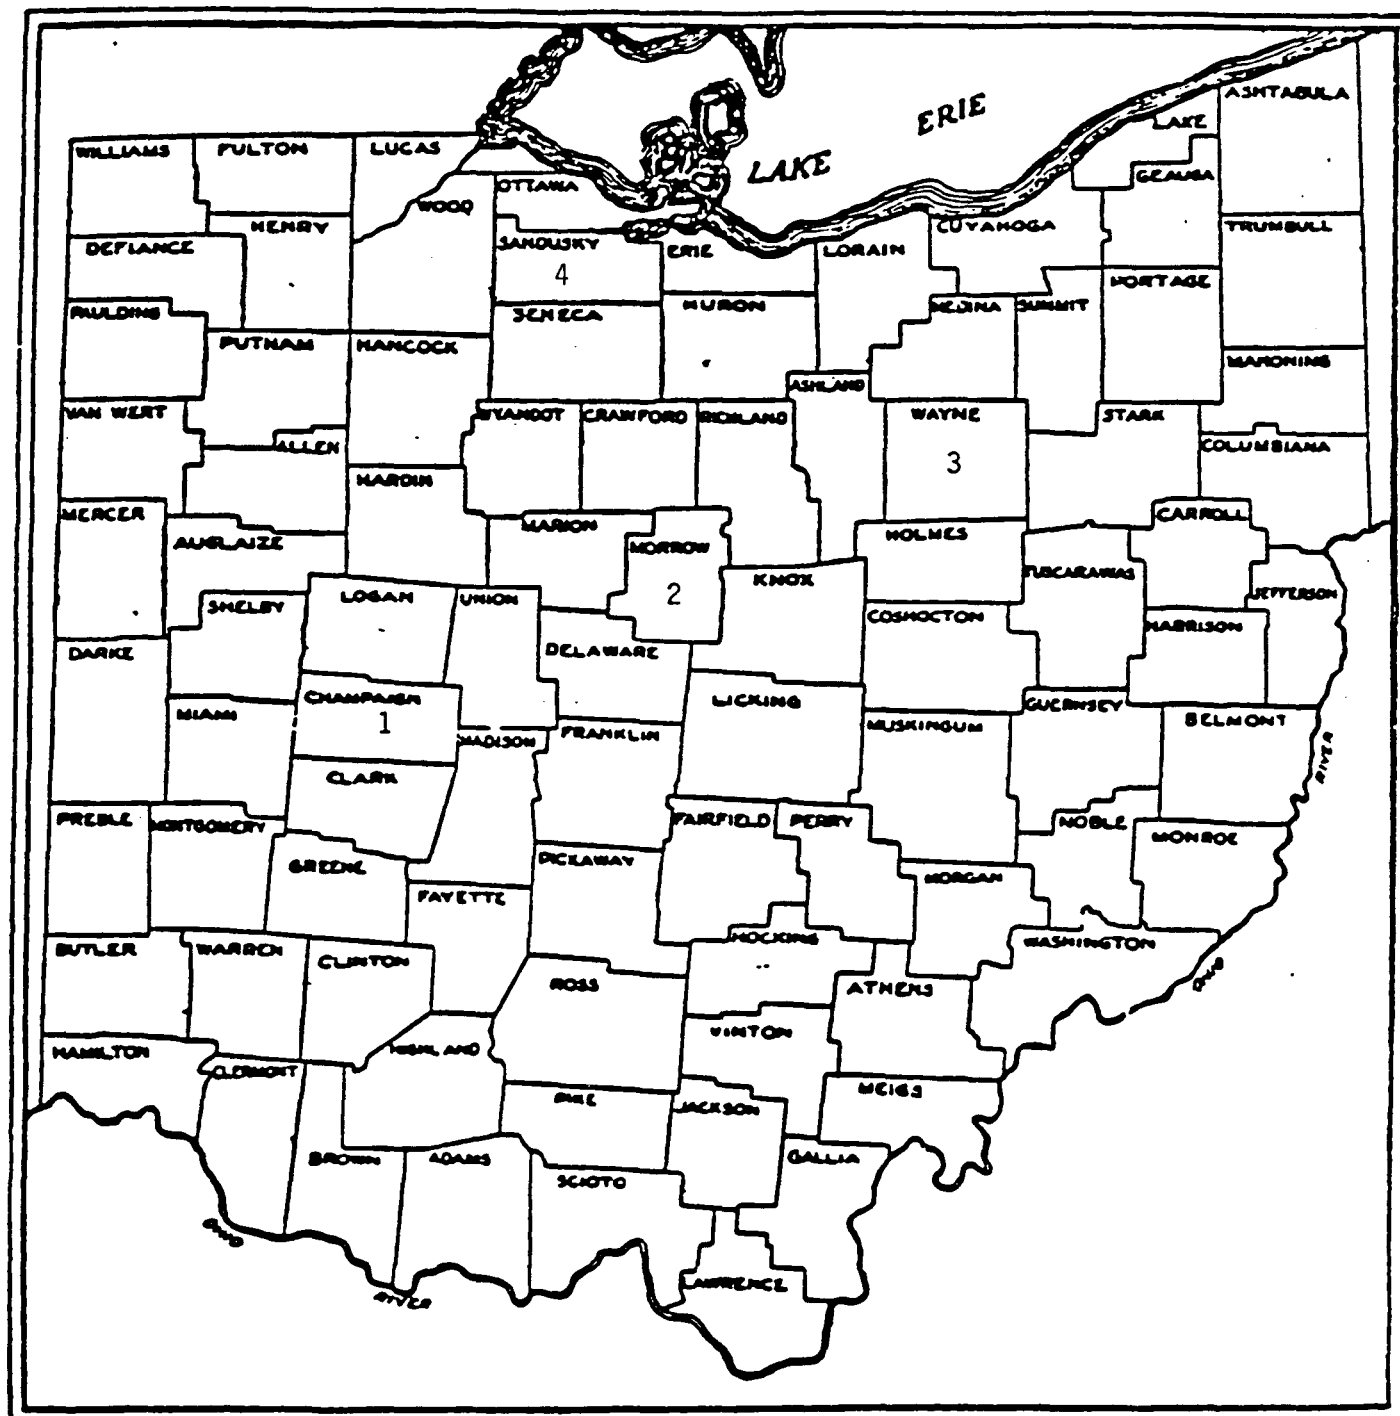 ASHTABULA
ERIE
LAKE
WILLIAMS
FULTON
LUCAS
LAKE
GEAUGA
OTTAWA
WOOD
HENRY
SANDUSKY
CUYAHOGA
TRUMBULL
DEFIANCE
ERIE
LORAIN
4
PORTAGE
PAULDING
SENECA
HURON
MEDINA
SUMMIT
PUTNAM
HANCOCK
MAHONING
ASHLAND
VAN WERT
WYANDOT
CRAWFORD
RICHLAND
WAYNE
STARK
ALLEN
COLUMBIANA
3
HARDIN
MERCER
CARROLL
MARION
HOLMES
AUGLAIZE
MORROW
TUSCARAWAS
KNOX
LOGAN
UNION
2
JEFFERSON
SHELBY
COSHOCTON
HARRISON
DARKE
DELAWARE
CHAMPAIGN
LICKING
GUERNSEY
MIAMI
1
BELMONT
MADISON
FRANKLIN
MUSKINGUM
RIVER
CLARK
PREBLE
MONTGOMERY
FAIRFIELD
PERRY
NOBLE
MONROE
GREENE
PICKAWAY
MORGAN
FAYETTE
BUTLER
WARREN
HOCKING
WASHINGTON
CLINTON
OHIO
ROSS
ATHENS
VINTON
HAMILTON
HIGHLAND
CLERMONT
MEIGS
PIKE
JACKSON
BROWN
ADAMS
GALLIA
SCIOTO
OHIO
LAWRENCE
RIVER